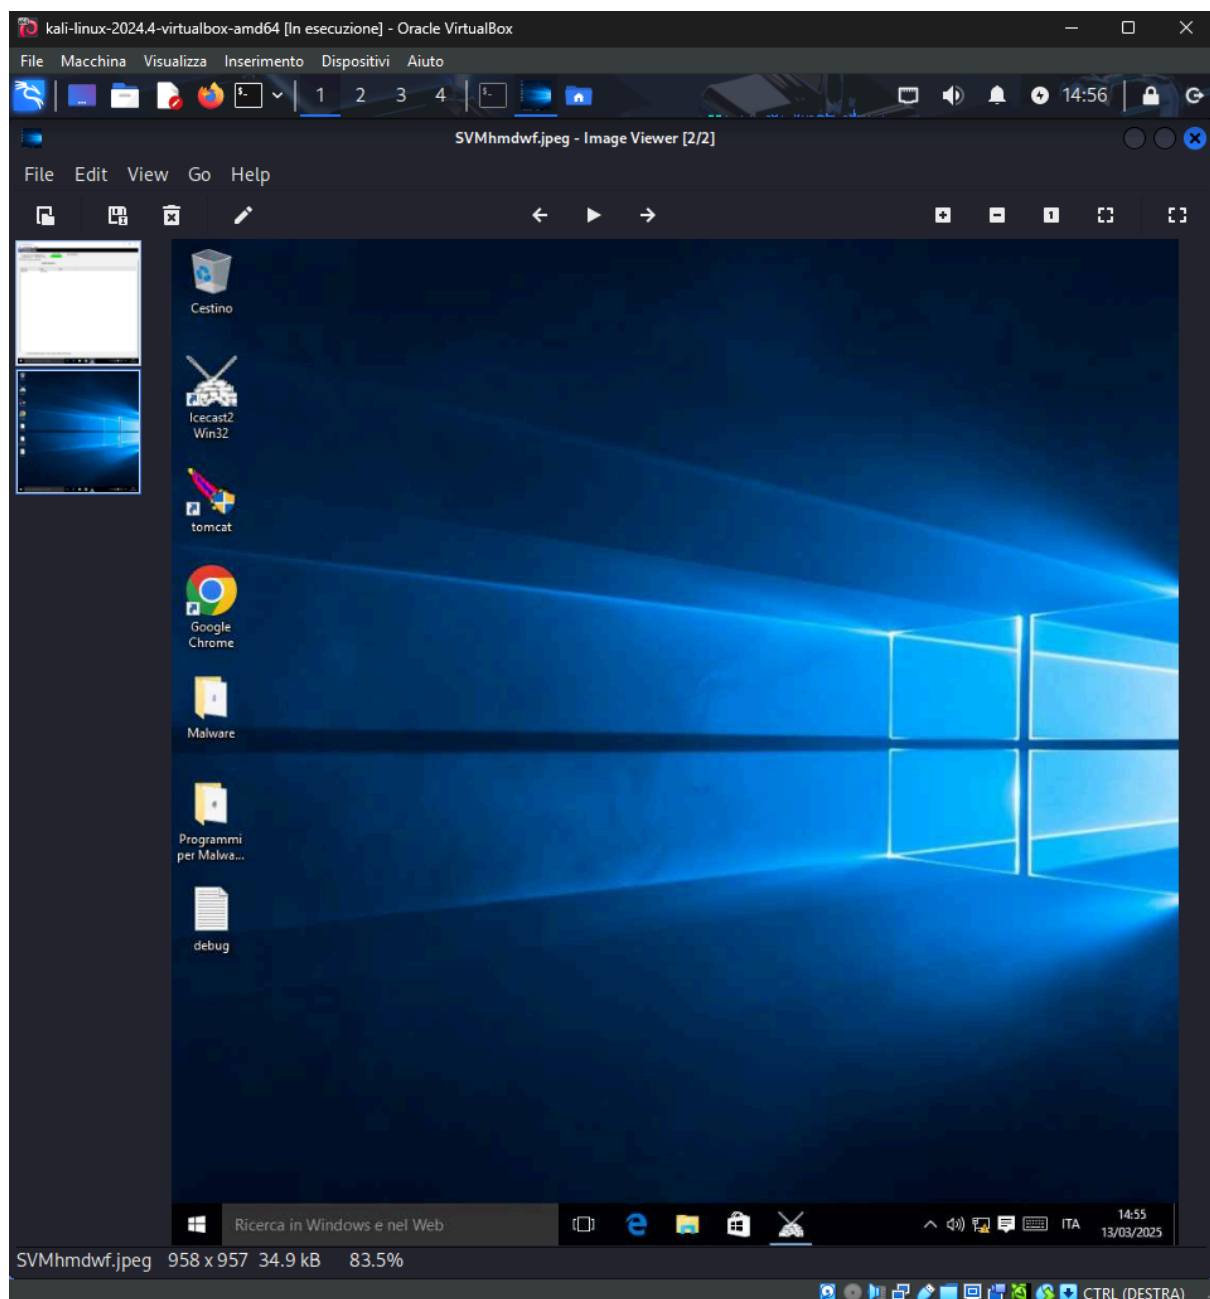 kali-linux-2024.4-virtualbox-amd64 [In esecuzione] - Oracle VirtualBox
File Macchina Visualizza Inserimento Dispositivi Aiuto
1 2 3 4 14:56
SVMhmdwf.jpeg - Image Viewer [2/2]
File Edit View Go Help
Cestino
Icecast2
Win32
tomcat
Google
Chrome
Malware
Programmi
per Malwa...
debug
Ricerca in Windows e nel Web
ITA
14:55
13/03/2025
SVMhmdwf.jpeg 958 x 957 34.9 kB 83.5%
CTRL (DESTRA)